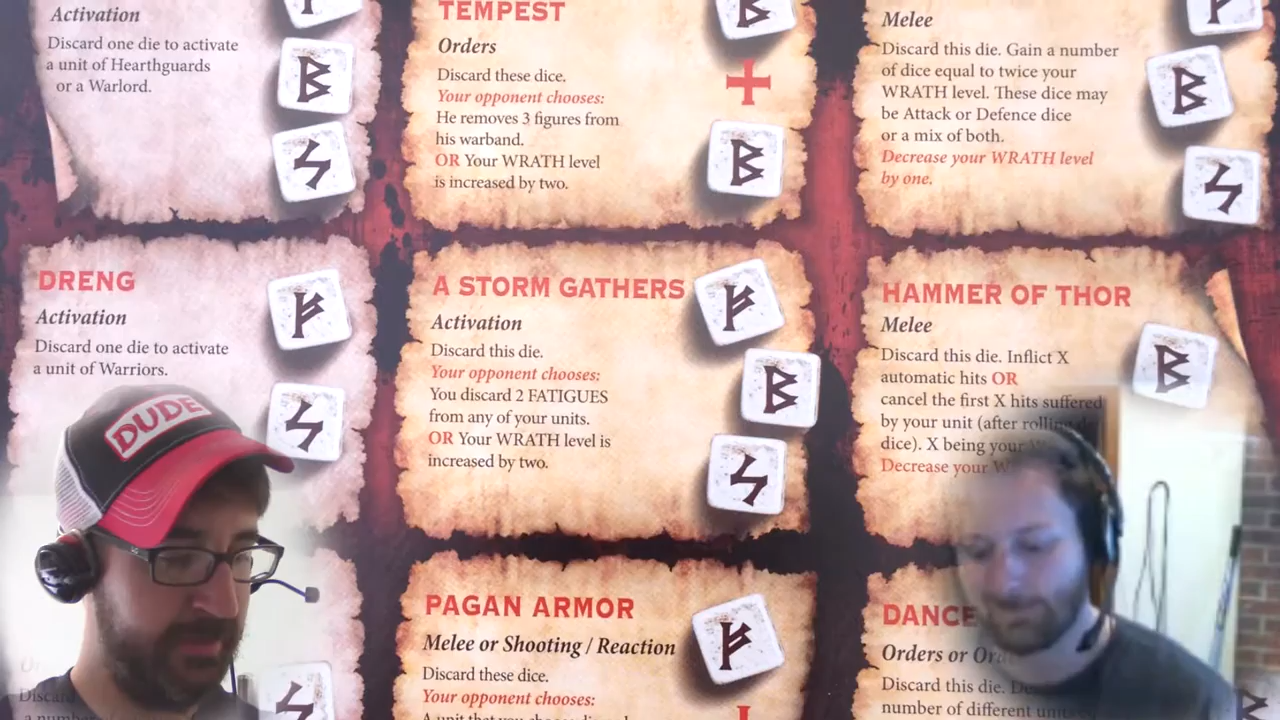 Activation
Discard one die to activate
a unit of Hearthguards
or a Warlord.
TEMPEST
Orders
Discard these dice.
Your opponent chooses:
He removes 3 figures from
his warband.
OR Your WRATH level
is increased by two.
Melee
Discard this die. Gain a number
of dice equal to twice your
WRATH level. These dice may
be Attack or Defence dice
or a mix of both.
Decrease your WRATH level
by one.
DRENG
Activation
Discard one die to activate
a unit of Warriors.
A STORM GATHERS
Activation
Discard this die.
Your opponent chooses:
You discard 2 FATIGUES
from any of your units.
OR Your WRATH level is
increased by two.
HAMMER OF THOR
Melee
Discard this die. Inflict X
automatic hits OR
cancel the first X hits suffered
by your unit (after rolling
dice). X being your
Decrease your
DUDE
PAGAN ARMOR
Melee or Shooting / Reaction
Discard these dice.
Your opponent chooses:
DANCE
Orders or
Discard this die.
number of different
Discard
a number